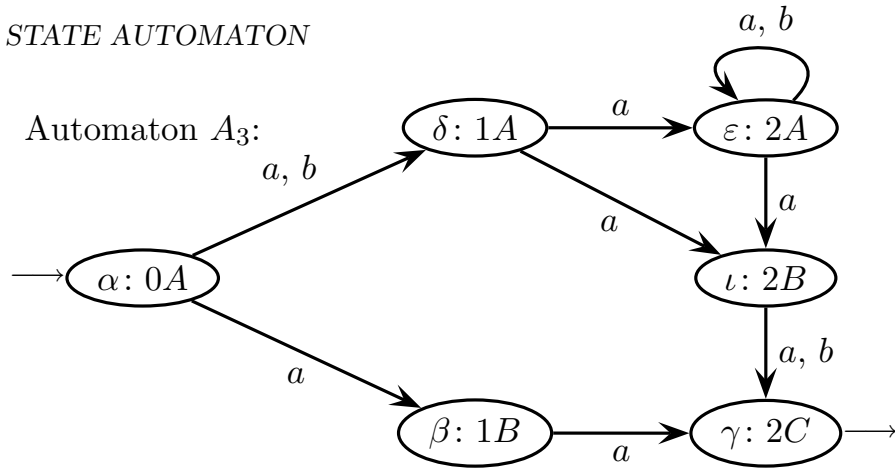 STATE AUTOMATON
a, b
Automaton A₃:
δ: 1A
a
ε: 2A
a, b
a
a
α: 0A
ι: 2B
a
a, b
β: 1B
a
γ: 2C